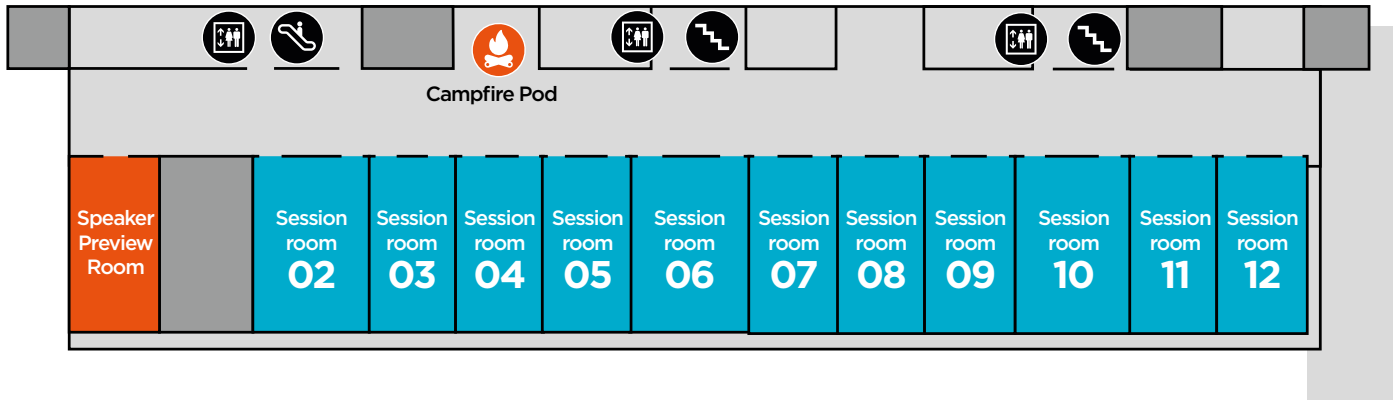 Campfire Pod
Speaker
Preview
Room
Session
room
02
Session
room
03
Session
room
04
Session
room
05
Session
room
06
Session
room
07
Session
room
08
Session
room
09
Session
room
10
Session
room
11
Session
room
12